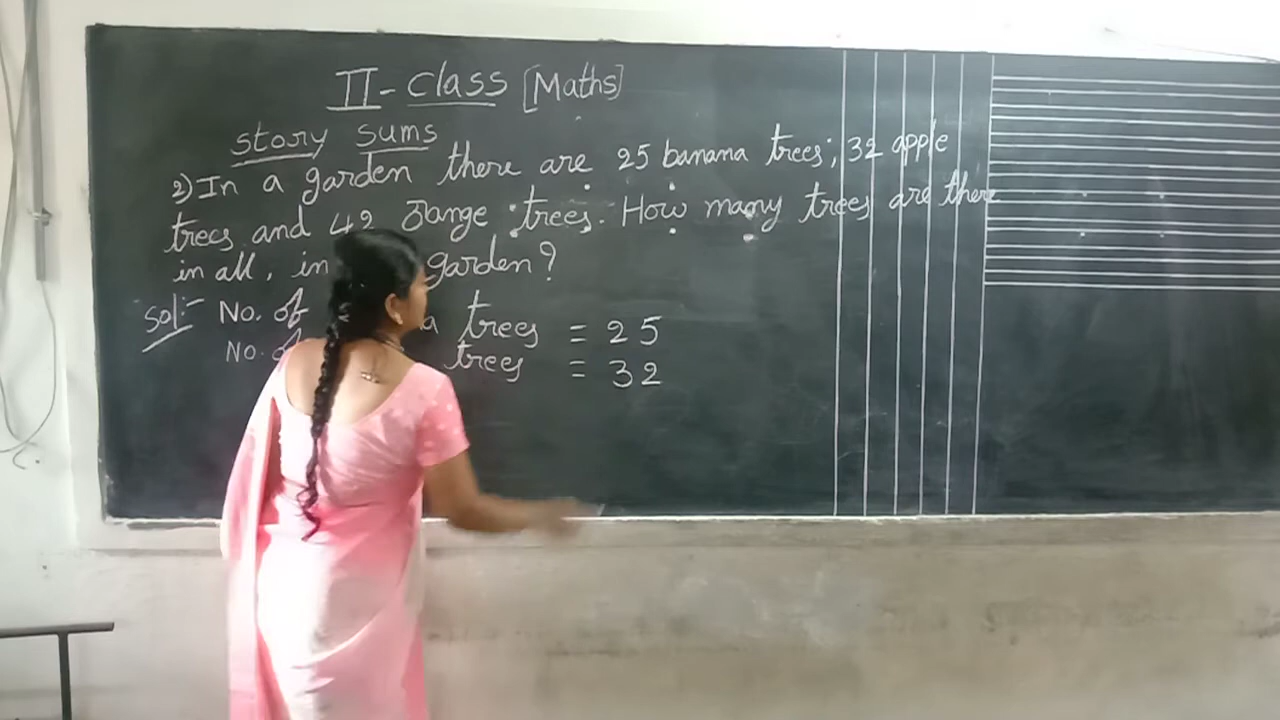 II - class [Maths]
story sums
2) In a garden there are 25 banana trees; 32 apple
trees and 42 orange trees. How many trees are there
in all, in garden?
Sol:- No. of trees = 25
No. of trees = 32